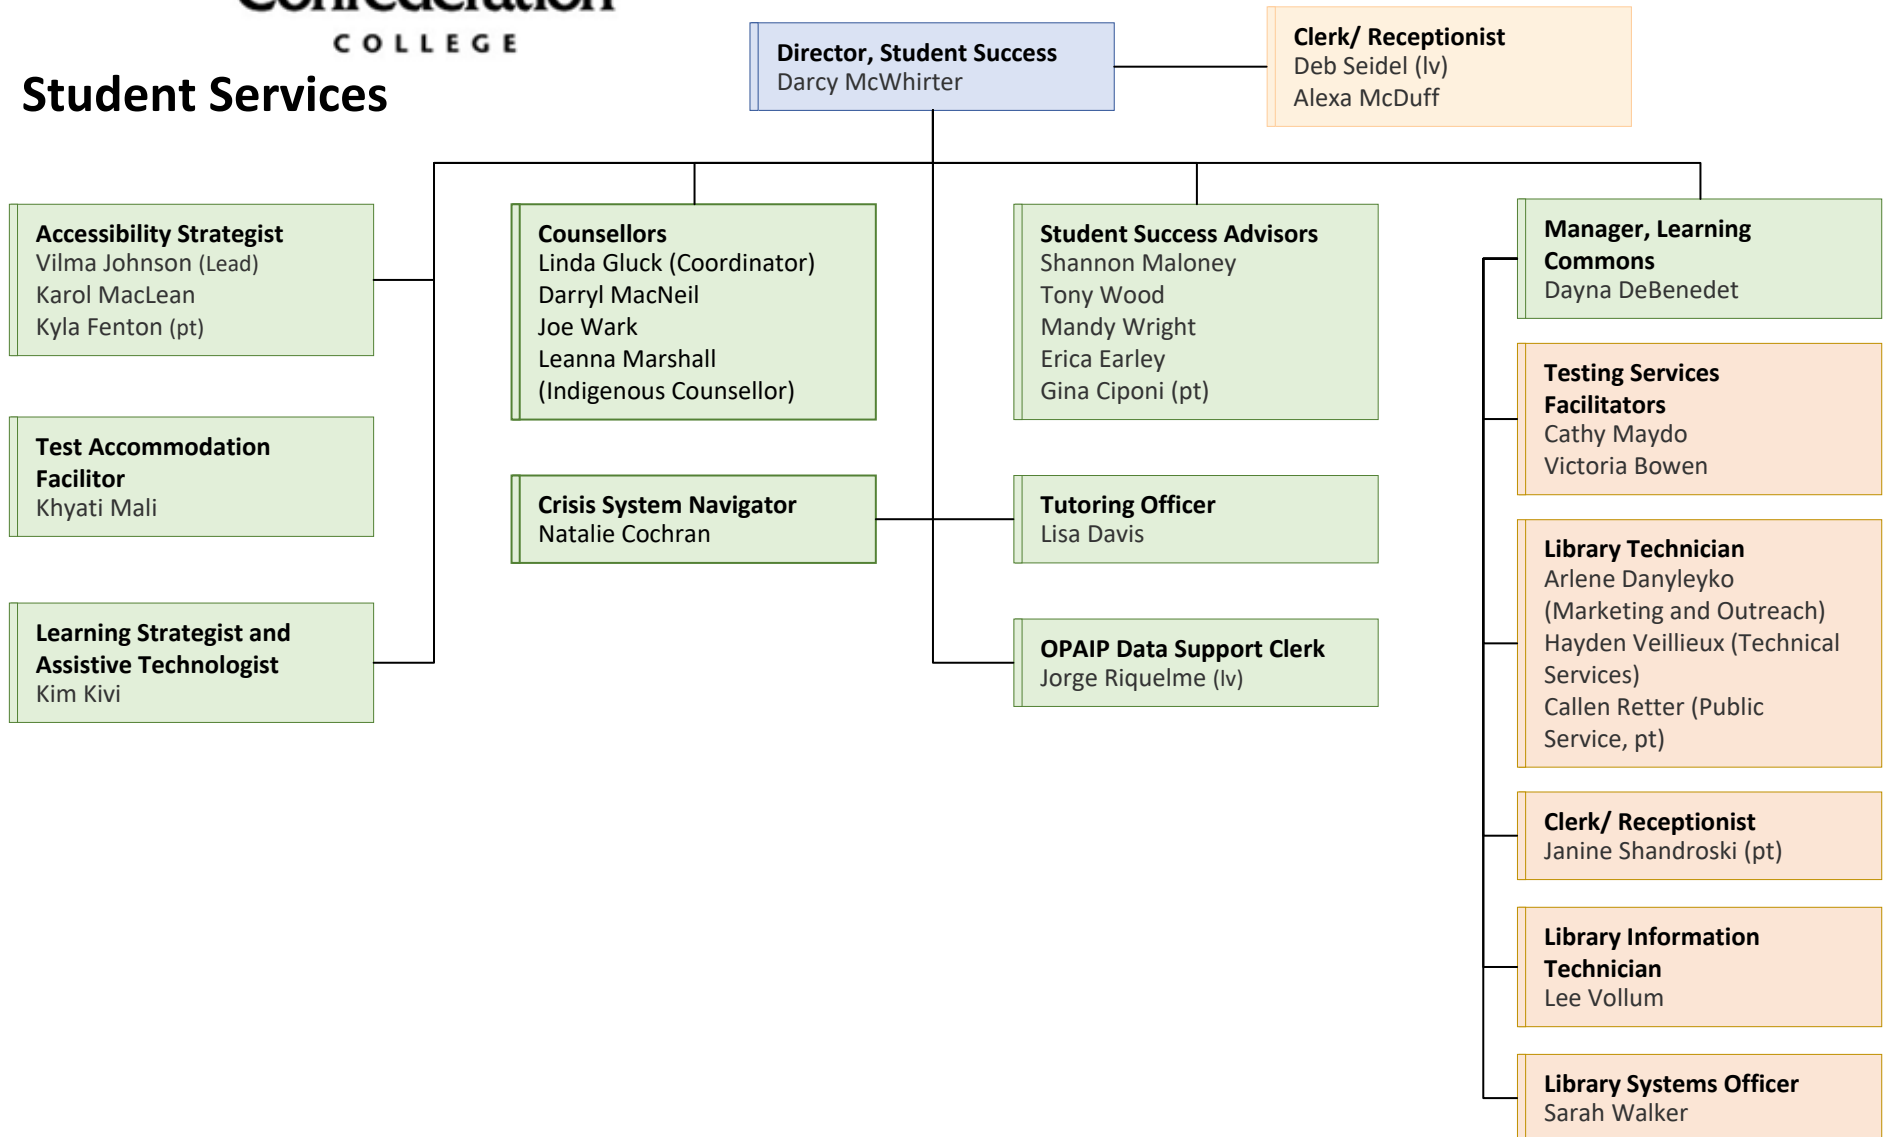 Confederation
COLLEGE
Student Services
Director, Student Success
Darcy McWhirter
Clerk/ Receptionist
Deb Seidel (lv)
Alexa McDuff
Accessibility Strategist
Vilma Johnson (Lead)
Karol MacLean
Kyla Fenton (pt)
Test Accommodation
Facilitor
Khyati Mali
Learning Strategist and
Assistive Technologist
Kim Kivi
Counsellors
Linda Gluck (Coordinator)
Darryl MacNeil
Joe Wark
Leanna Marshall
(Indigenous Counsellor)
Crisis System Navigator
Natalie Cochran
Student Success Advisors
Shannon Maloney
Tony Wood
Mandy Wright
Erica Earley
Gina Ciponi (pt)
Tutoring Officer
Lisa Davis
OPAIP Data Support Clerk
Jorge Riquelme (lv)
Manager, Learning
Commons
Dayna DeBenedet
Testing Services
Facilitators
Cathy Maydo
Victoria Bowen
Library Technician
Arlene Danyleyko
(Marketing and Outreach)
Hayden Veillieux (Technical
Services)
Callen Retter (Public
Service, pt)
Clerk/ Receptionist
Janine Shandroski (pt)
Library Information
Technician
Lee Vollum
Library Systems Officer
Sarah Walker